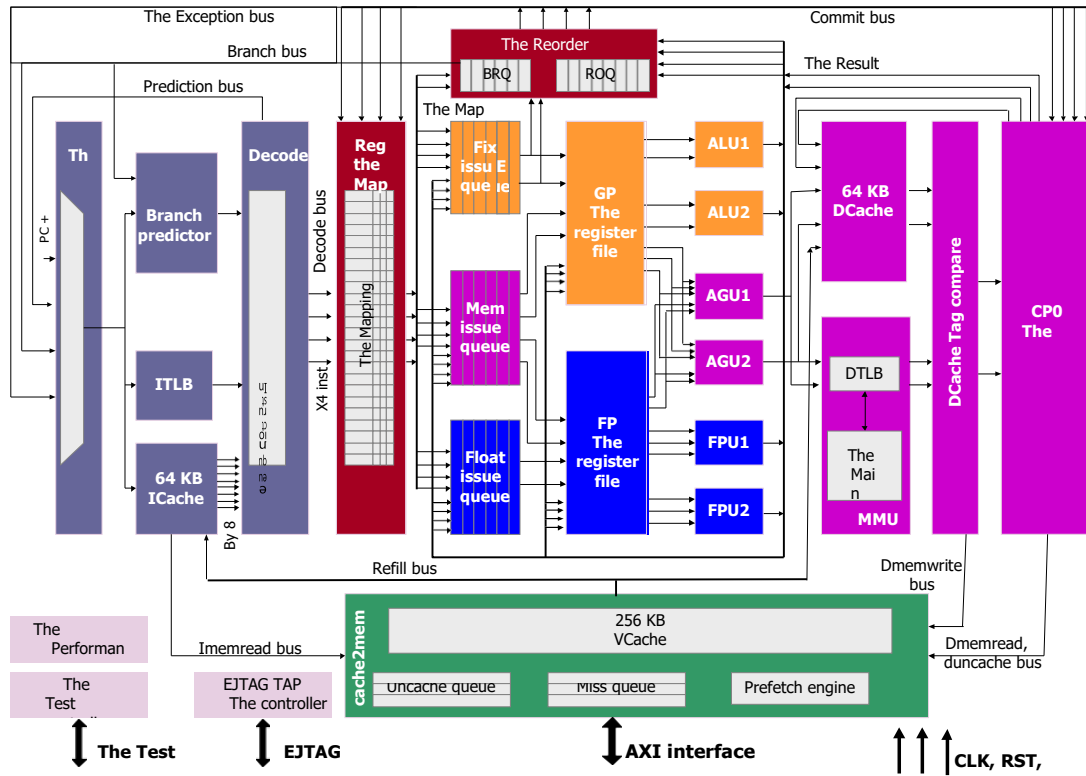 The Exception bus
Commit bus
Branch bus
The Reorder
BRQ
ROQ
The Result
Prediction bus
The Map
Th
Decode
Reg
the
Map
Fix
issue
queue
GP
The
register
file
ALU1
ALU2
64 KB
DCache
DCache Tag compare
CP0
The
PC +
Branch
predictor
Decode bus
The Mapping
Mem
issue
queue
AGU1
AGU2
DTLB
The
Mai
n
MMU
ITLB
X4 inst
64 KB
ICache
By 8
Float
issue
queue
FP
The
register
file
FPU1
FPU2
Refill bus
Dmemwrite
bus
Imemread bus
Dmemread,
duncache bus
cache2mem
256 KB
VCache
Uncache queue
Miss queue
Prefetch engine
The
Performan
The
Test
EJTAG TAP
The controller
The Test
EJTAG
AXI interface
CLK, RST,